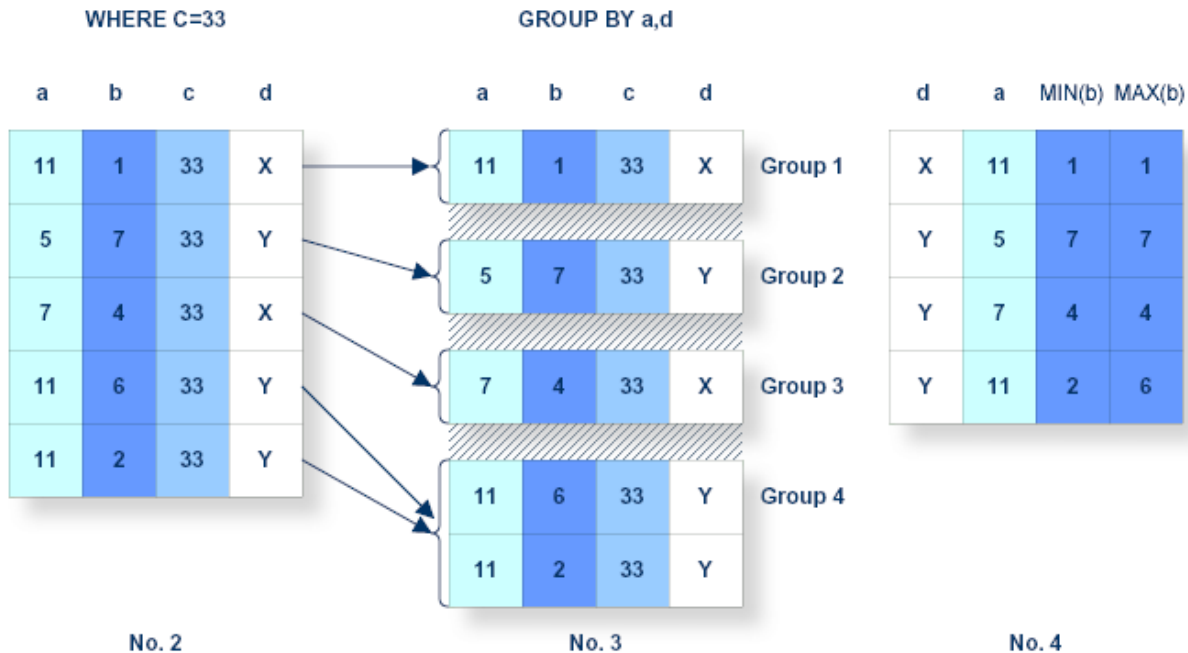 WHERE C=33
GROUP BY a,d
a b c d
11 1 33 X
5 7 33 Y
7 4 33 X
11 6 33 Y
11 2 33 Y
No. 2
a b c d
11 1 33 X Group 1
5 7 33 Y Group 2
7 4 33 X Group 3
11 6 33 Y Group 4
11 2 33 Y
No. 3
d a MIN(b) MAX(b)
X 11 1 1
Y 5 7 7
Y 7 4 4
Y 11 2 6
No. 4